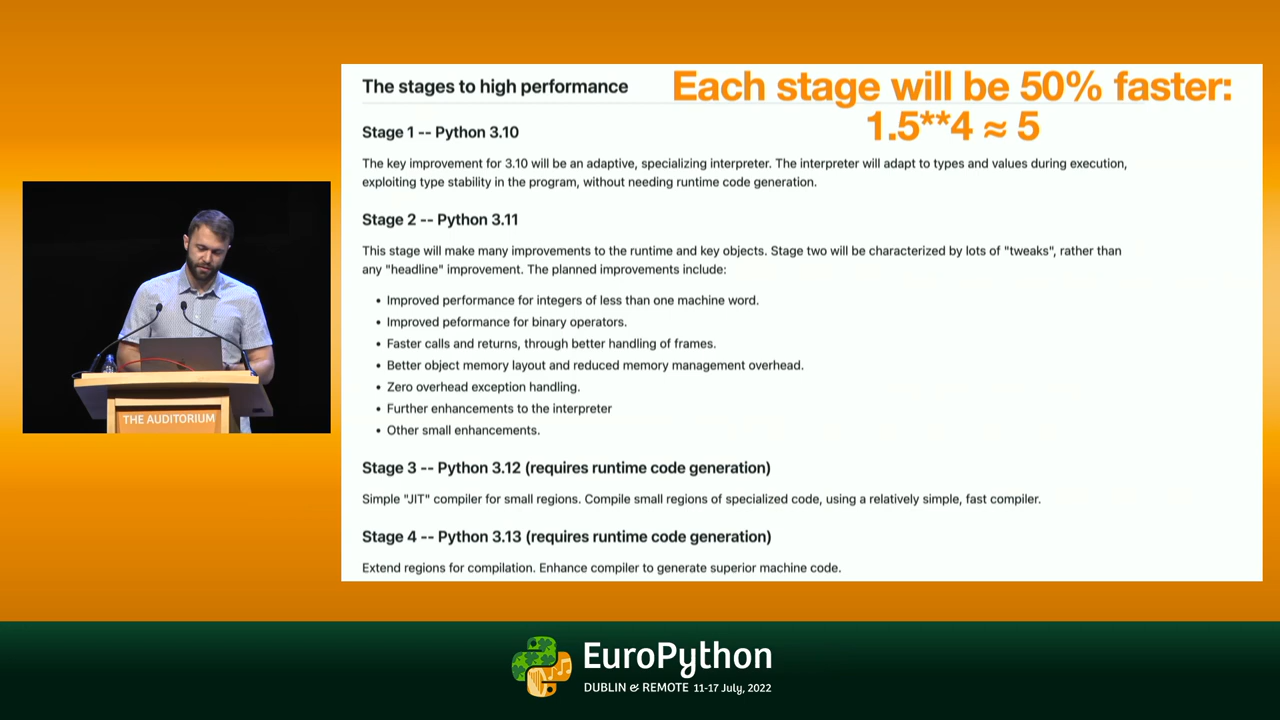 The stages to high performance
Each stage will be 50% faster:
1.5**4 ≈ 5
Stage 1 -- Python 3.10
The key improvement for 3.10 will be an adaptive, specializing interpreter. The interpreter will adapt to types and values during execution,
exploiting type stability in the program, without needing runtime code generation.
Stage 2 -- Python 3.11
This stage will make many improvements to the runtime and key objects. Stage two will be characterized by lots of "tweaks", rather than
any "headline" improvement. The planned improvements include:
• Improved performance for integers of less than one machine word.
• Improved peformance for binary operators.
• Faster calls and returns, through better handling of frames.
• Better object memory layout and reduced memory management overhead.
• Zero overhead exception handling.
• Further enhancements to the interpreter
• Other small enhancements.
Stage 3 -- Python 3.12 (requires runtime code generation)
Simple "JIT" compiler for small regions. Compile small regions of specialized code, using a relatively simple, fast compiler.
Stage 4 -- Python 3.13 (requires runtime code generation)
Extend regions for compilation. Enhance compiler to generate superior machine code.
THE AUDITORIUM
EuroPython
DUBLIN & REMOTE 11-17 July, 2022